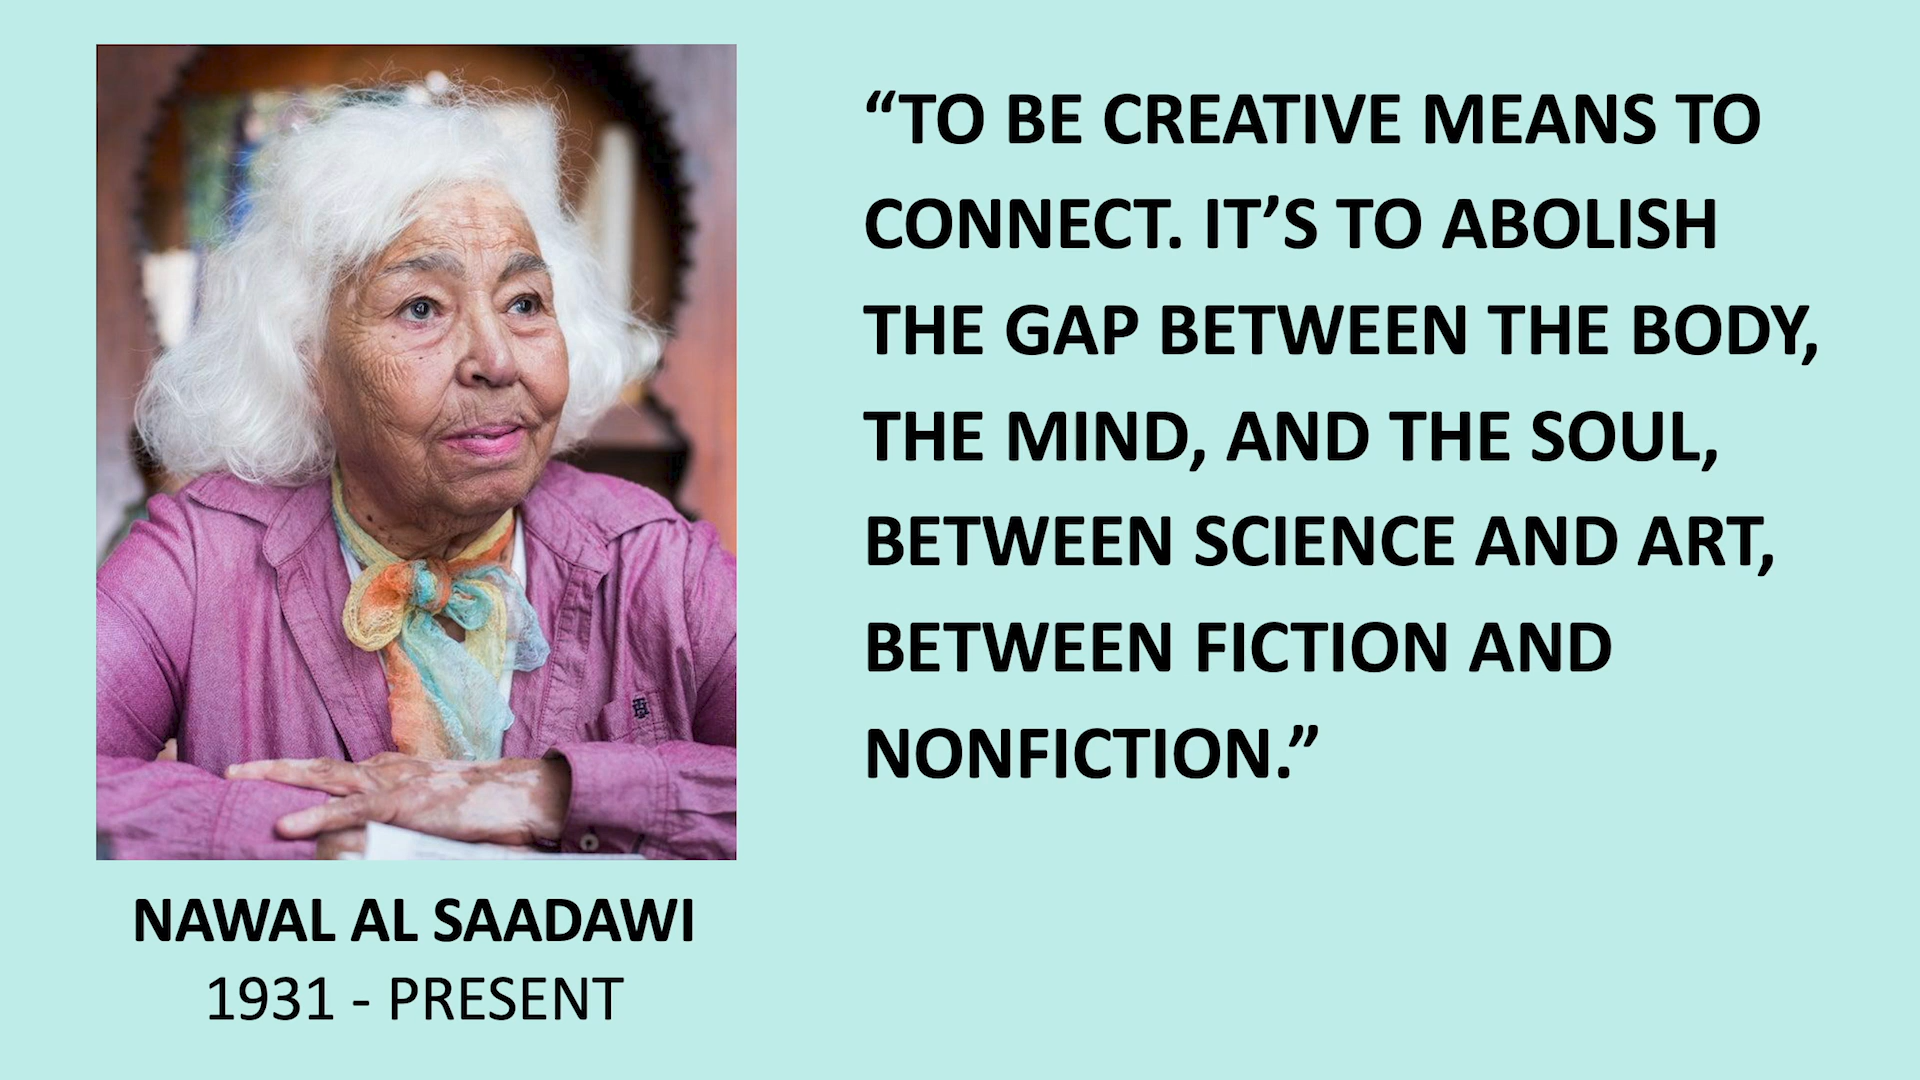 “TO BE CREATIVE MEANS TO
CONNECT. IT’S TO ABOLISH
THE GAP BETWEEN THE BODY,
THE MIND, AND THE SOUL,
BETWEEN SCIENCE AND ART,
BETWEEN FICTION AND
NONFICTION.”
NAWAL AL SAADAWI
1931 - PRESENT